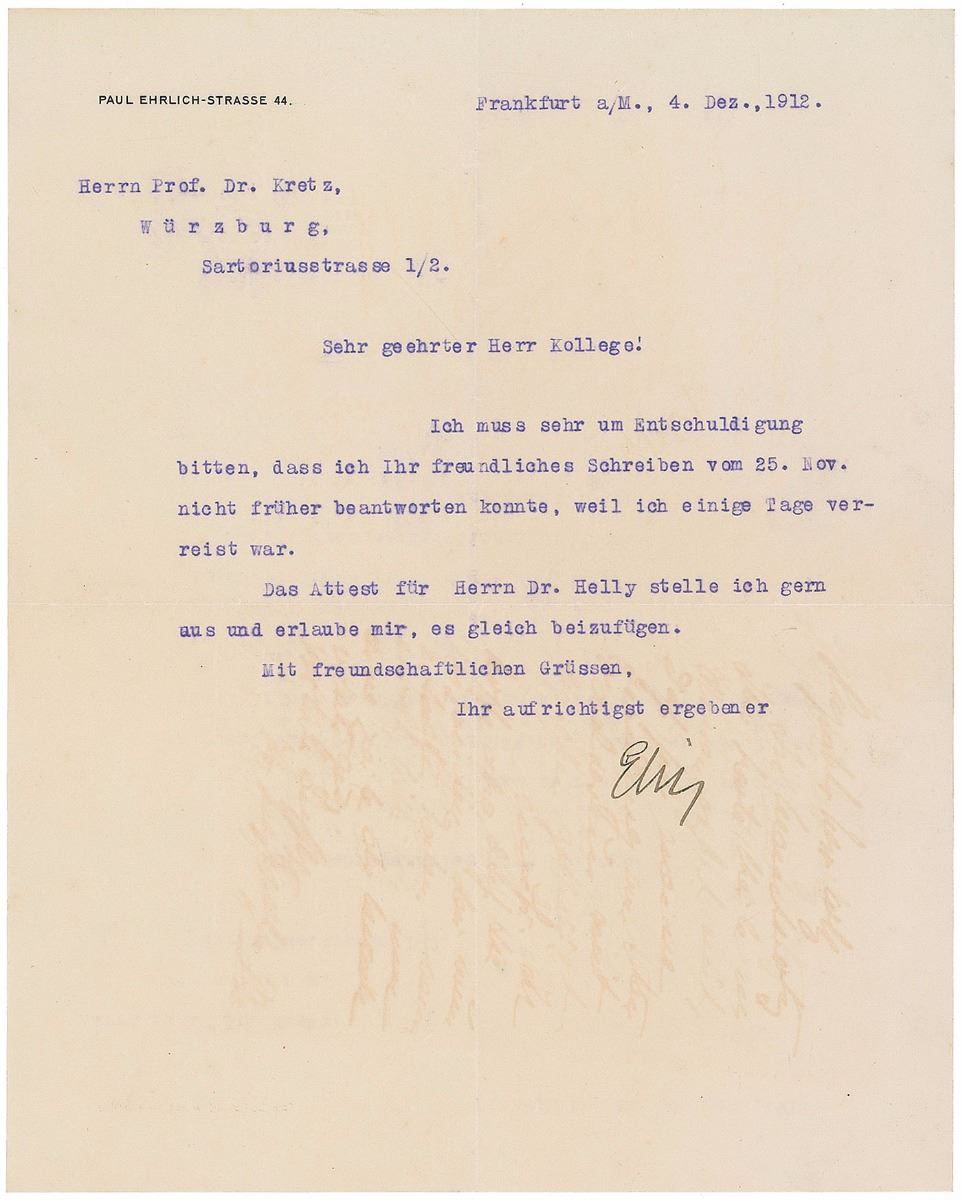 PAUL EHRLICH-STRASSE 44.
Frankfurt a/M., 4. Dez.,1912.
Herrn Prof. Dr. Kretz,
W ü r z b u r g,
Sartoriusstrasse 1/2.
Sehr geehrter Herr Kollege!
Ich muss sehr um Entschuldigung
bitten, dass ich Ihr freundliches Schreiben vom 25. Nov.
nicht früher beantworten konnte, weil ich einige Tage ver-
reist war.
Das Attest für Herrn Dr. Helly stelle ich gern
aus und erlaube mir, es gleich beizufügen.
Mit freundschaftlichen Grüssen,
Ihr aufrichtigst ergebener